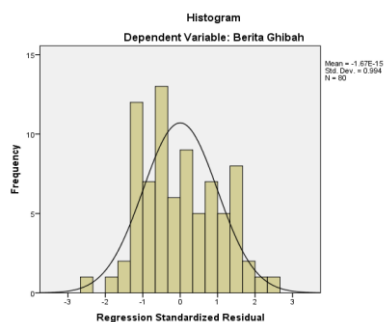 Histogram
Dependent Variable: Berita Ghibah
Mean = -1.67E-15
Std. Dev. = 0.994
N = 80
Frequency
15
10
5
0
-3 -2 -1 0 1 2 3
Regression Standardized Residual